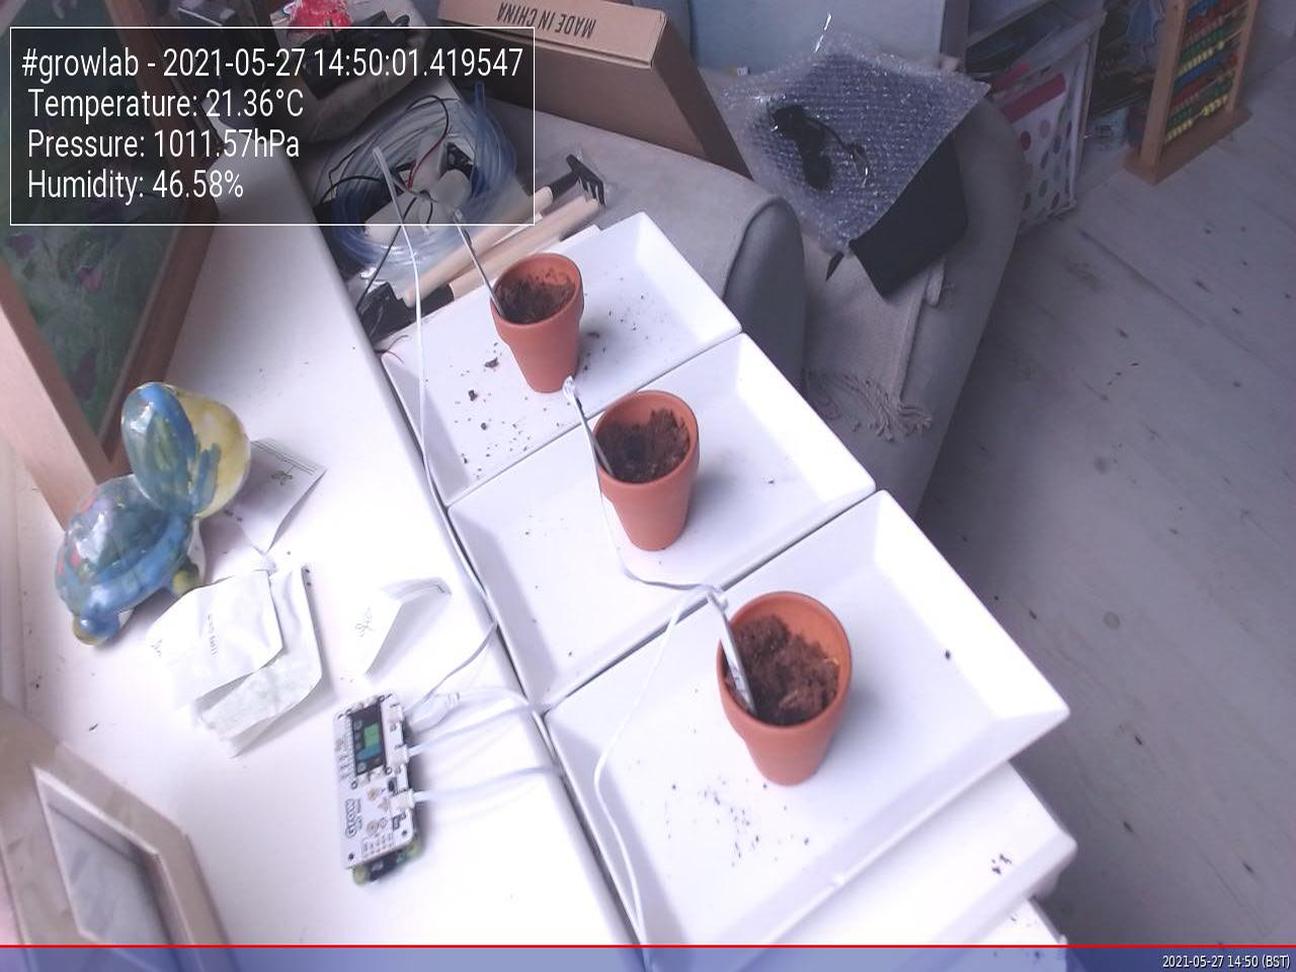 MADE IN CHINA
#growlab - 2021-05-27 14:50:01.419547
Temperature: 21.36°C
Pressure: 1011.57hPa
Humidity: 46.58%
2021-05-27 14:50 (BST)